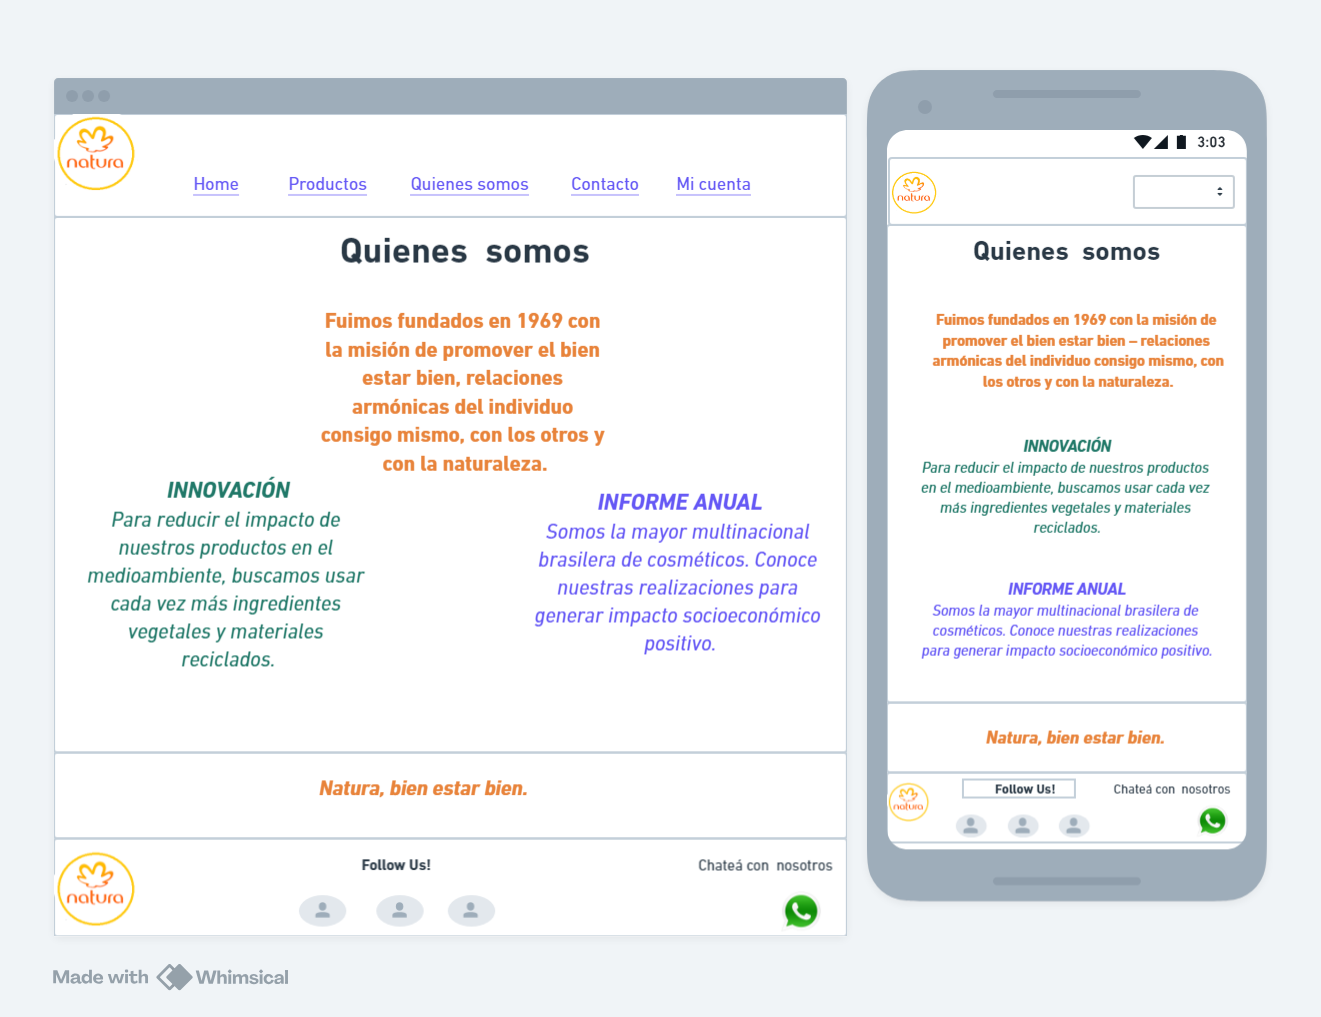 natura
Home
Productos
Quienes somos
Contacto
Mi cuenta
Quienes somos
Fuimos fundados en 1969 con
la misión de promover el bien
estar bien, relaciones
armónicas del individuo
consigo mismo, con los otros y
con la naturaleza.
INNOVACIÓN
Para reducir el impacto de
nuestros productos en el
medioambiente, buscamos usar
cada vez más ingredientes
vegetales y materiales
reciclados.
INFORME ANUAL
Somos la mayor multinacional
brasilera de cosméticos. Conoce
nuestras realizaciones para
generar impacto socioeconómico
positivo.
Natura, bien estar bien.
natura
Follow Us!
Chateá con nosotros
3:03
natura
Quienes somos
Fuimos fundados en 1969 con la misión de
promover el bien estar bien – relaciones
armónicas del individuo consigo mismo, con
los otros y con la naturaleza.
INNOVACIÓN
Para reducir el impacto de nuestros productos
en el medioambiente, buscamos usar cada vez
más ingredientes vegetales y materiales
reciclados.
INFORME ANUAL
Somos la mayor multinacional brasilera de
cosméticos. Conoce nuestras realizaciones
para generar impacto socioeconómico positivo.
Natura, bien estar bien.
natura
Follow Us!
Chateá con nosotros
Made with Whimsical